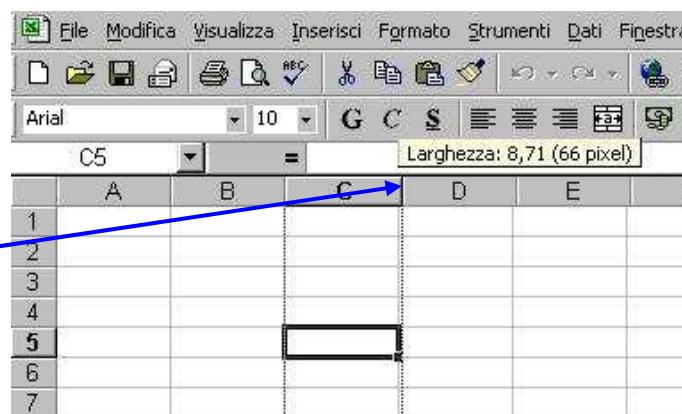 File Modifica Visualizza Inserisci Formato Strumenti Dati Finestra
ABC
Arial 10 G C S a
C5 = Larghezza: 8,71 (66 pixel)
A B C D E
1
2
3
4
5
6
7